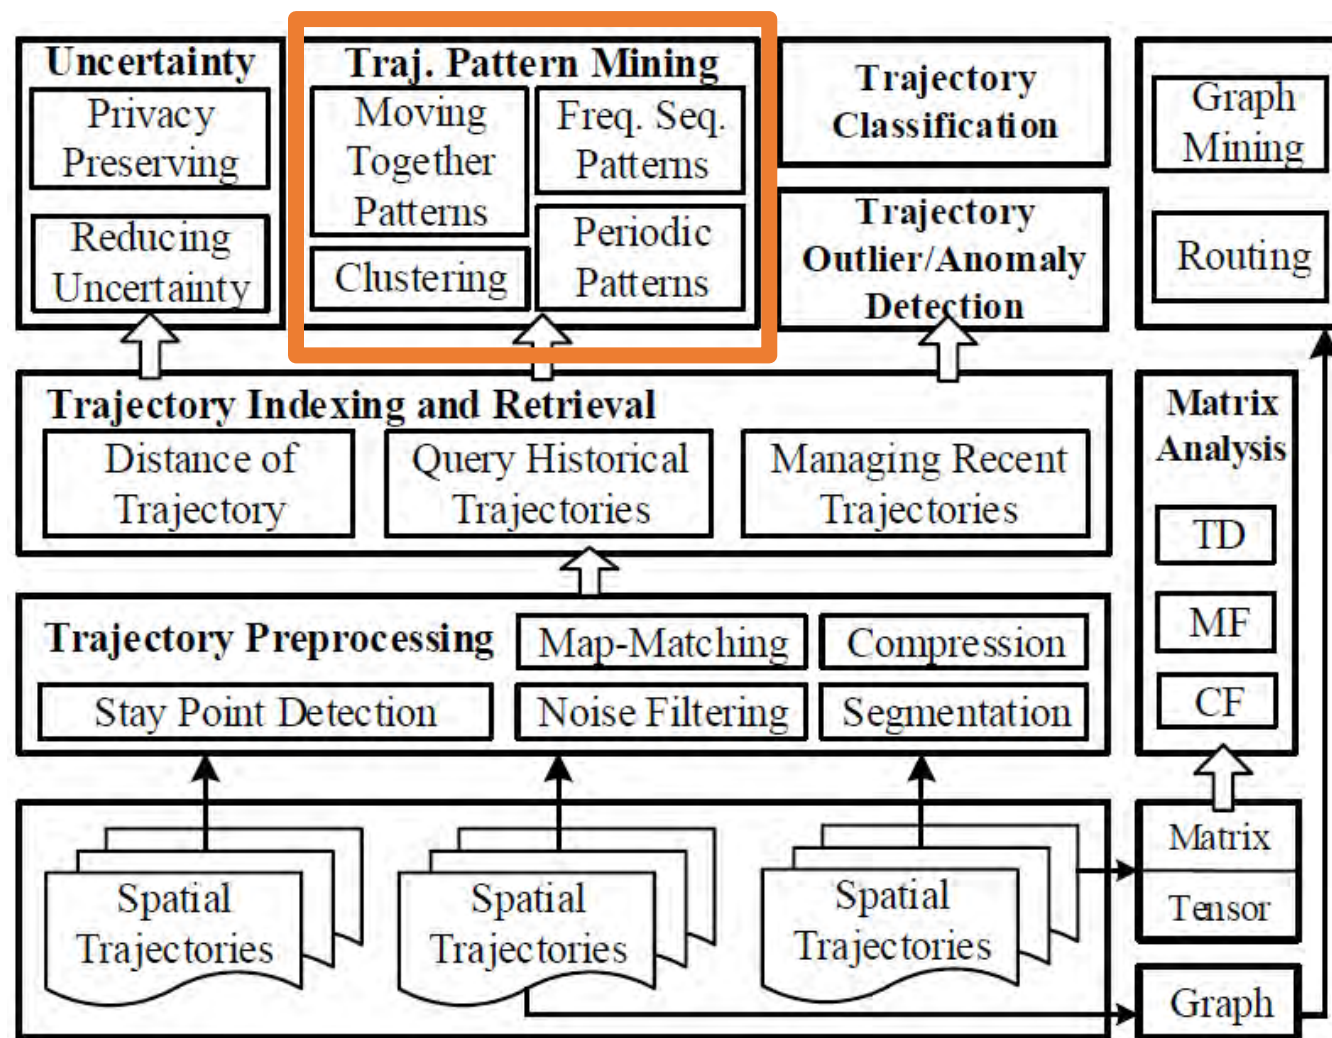 Uncertainty
Privacy
Preserving
Reducing
Uncertainty
Traj. Pattern Mining
Moving
Together
Patterns
Clustering
Freq. Seq.
Patterns
Periodic
Patterns
Trajectory
Classification
Trajectory
Outlier/Anomaly
Detection
Graph
Mining
Routing
Trajectory Indexing and Retrieval
Distance of
Trajectory
Query Historical
Trajectories
Managing Recent
Trajectories
Matrix
Analysis
TD
MF
CF
Trajectory Preprocessing
Map-Matching
Compression
Stay Point Detection
Noise Filtering
Segmentation
Spatial
Trajectories
Spatial
Trajectories
Spatial
Trajectories
Matrix
Tensor
Graph